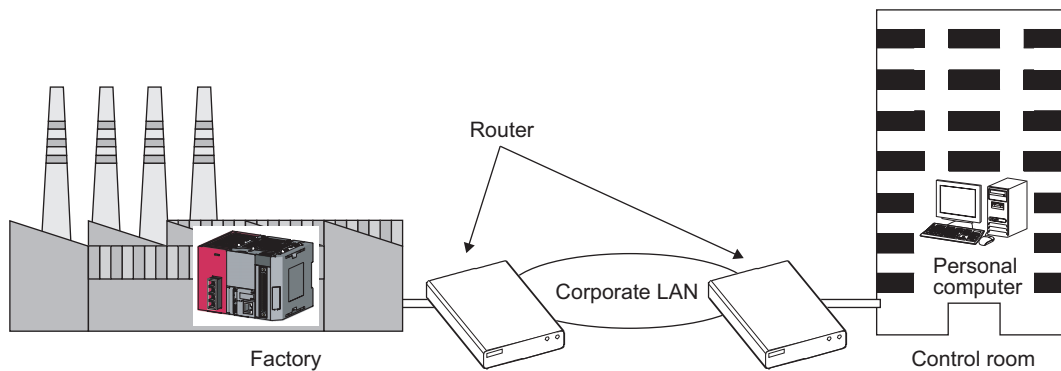 Router
Corporate LAN
Personal
computer
Factory
Control room